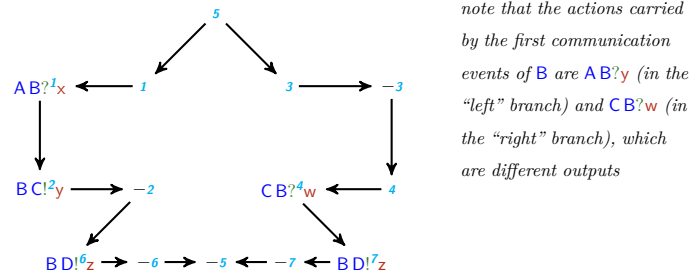 5
note that the actions carried
by the first communication
events of B are A B?y (in the
"left" branch) and C B?w (in
the "right" branch), which
are different outputs
A B?¹x 1 3 −3
B C!²y −2 C B?⁴w 4
B D!⁶z −6 −5 −7 B D!⁷z